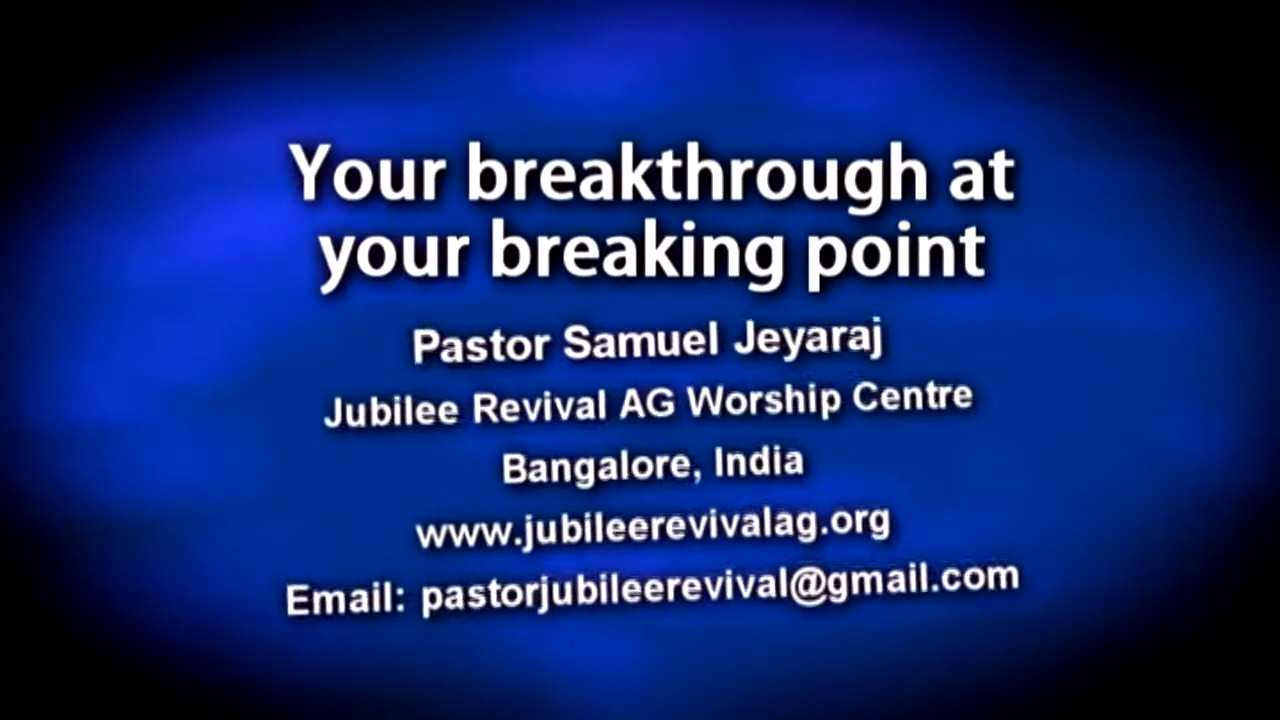 Your breakthrough at
your breaking point
Pastor Samuel Jeyaraj
Jubilee Revival AG Worship Centre
Bangalore, India
www.jubileerevivalag.org
Email: pastorjubileerevival@gmail.com